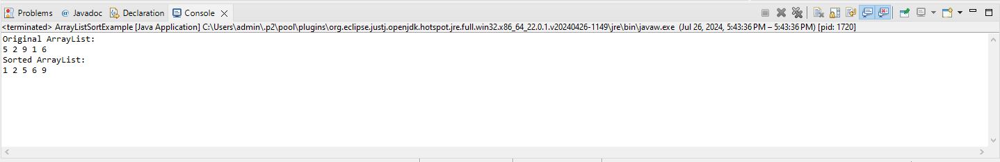 Problems @ Javadoc Declaration Console
<terminated> ArrayListSortExample [Java Application] C:\Users\admin\.p2\pool\plugins\org.eclipse.justj.openjdk.hotspot.jre.full.win32.x86_64_22.0.1.v20240426-1149\jre\bin\javaw.exe (Jul 26, 2024, 5:43:36 PM – 5:43:36 PM) [pid: 1720]
Original ArrayList:
5 2 9 1 6
Sorted ArrayList:
1 2 5 6 9